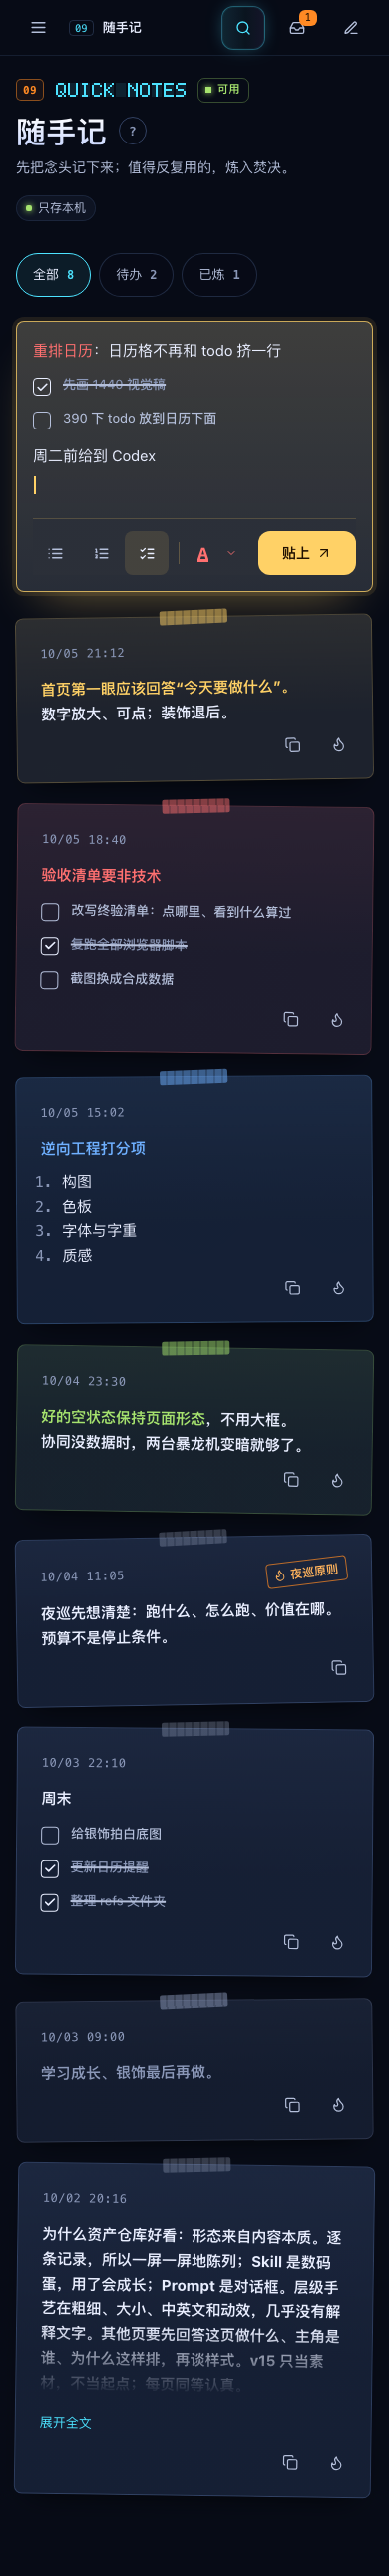 09 随手记
1
09 QUICK NOTES 可用
随手记 ?
先把念头记下来；值得反复用的，炼入焚决。
只存本机
全部 8 待办 2 已炼 1
重排日历：日历格不再和 todo 挤一行
先画 1440 视觉稿
390 下 todo 放到日历下面
周二前给到 Codex
A 贴上
10/05 21:12
首页第一眼应该回答“今天要做什么”。
数字放大、可点；装饰退后。
10/05 18:40
验收清单要非技术
改写终验清单：点哪里、看到什么算过
复跑全部浏览器脚本
截图换成合成数据
10/05 15:02
逆向工程打分项
1. 构图
2. 色板
3. 字体与字重
4. 质感
10/04 23:30
好的空状态保持页面形态，不用大框。
协同没数据时，两台暴龙机变暗就够了。
10/04 11:05 夜巡原则
夜巡先想清楚：跑什么、怎么跑、价值在哪。
预算不是停止条件。
10/03 22:10
周末
给银饰拍白底图
更新日历提醒
整理 refs 文件夹
10/03 09:00
学习成长、银饰最后再做。
10/02 20:16
为什么资产仓库好看：形态来自内容本质。逐
条记录，所以一屏一屏地陈列；Skill 是数码
蛋，用了会成长；Prompt 是对话框。层级手
艺在粗细、大小、中英文和动效，几乎没有解
释文字。其他页要先回答这页做什么、主角是
谁、为什么这样排，再谈样式。v15 只当素
材，不当起点；每页同等认真。
展开全文